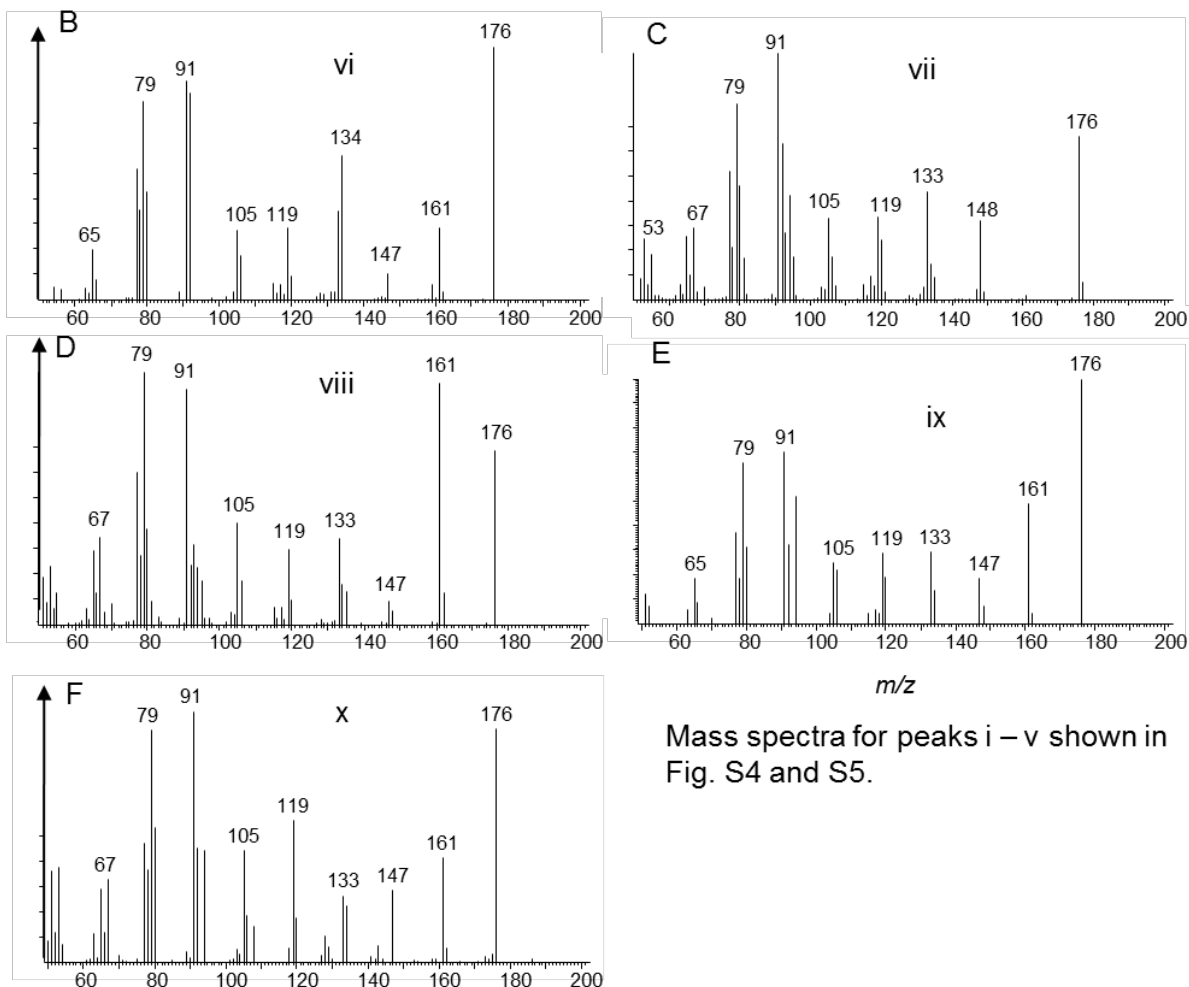 B
vi
65
79
91
105
119
134
147
161
176
60 80 100 120 140 160 180 200
C
vii
53
67
79
91
105
119
133
148
176
60 80 100 120 140 160 180 200
D
viii
67
79
91
105
119
133
147
161
176
60 80 100 120 140 160 180 200
E
ix
65
79
91
105
119
133
147
161
176
60 80 100 120 140 160 180 200
m/z
F
x
67
79
91
105
119
133
147
161
176
60 80 100 120 140 160 180 200
Mass spectra for peaks i – v shown in
Fig. S4 and S5.